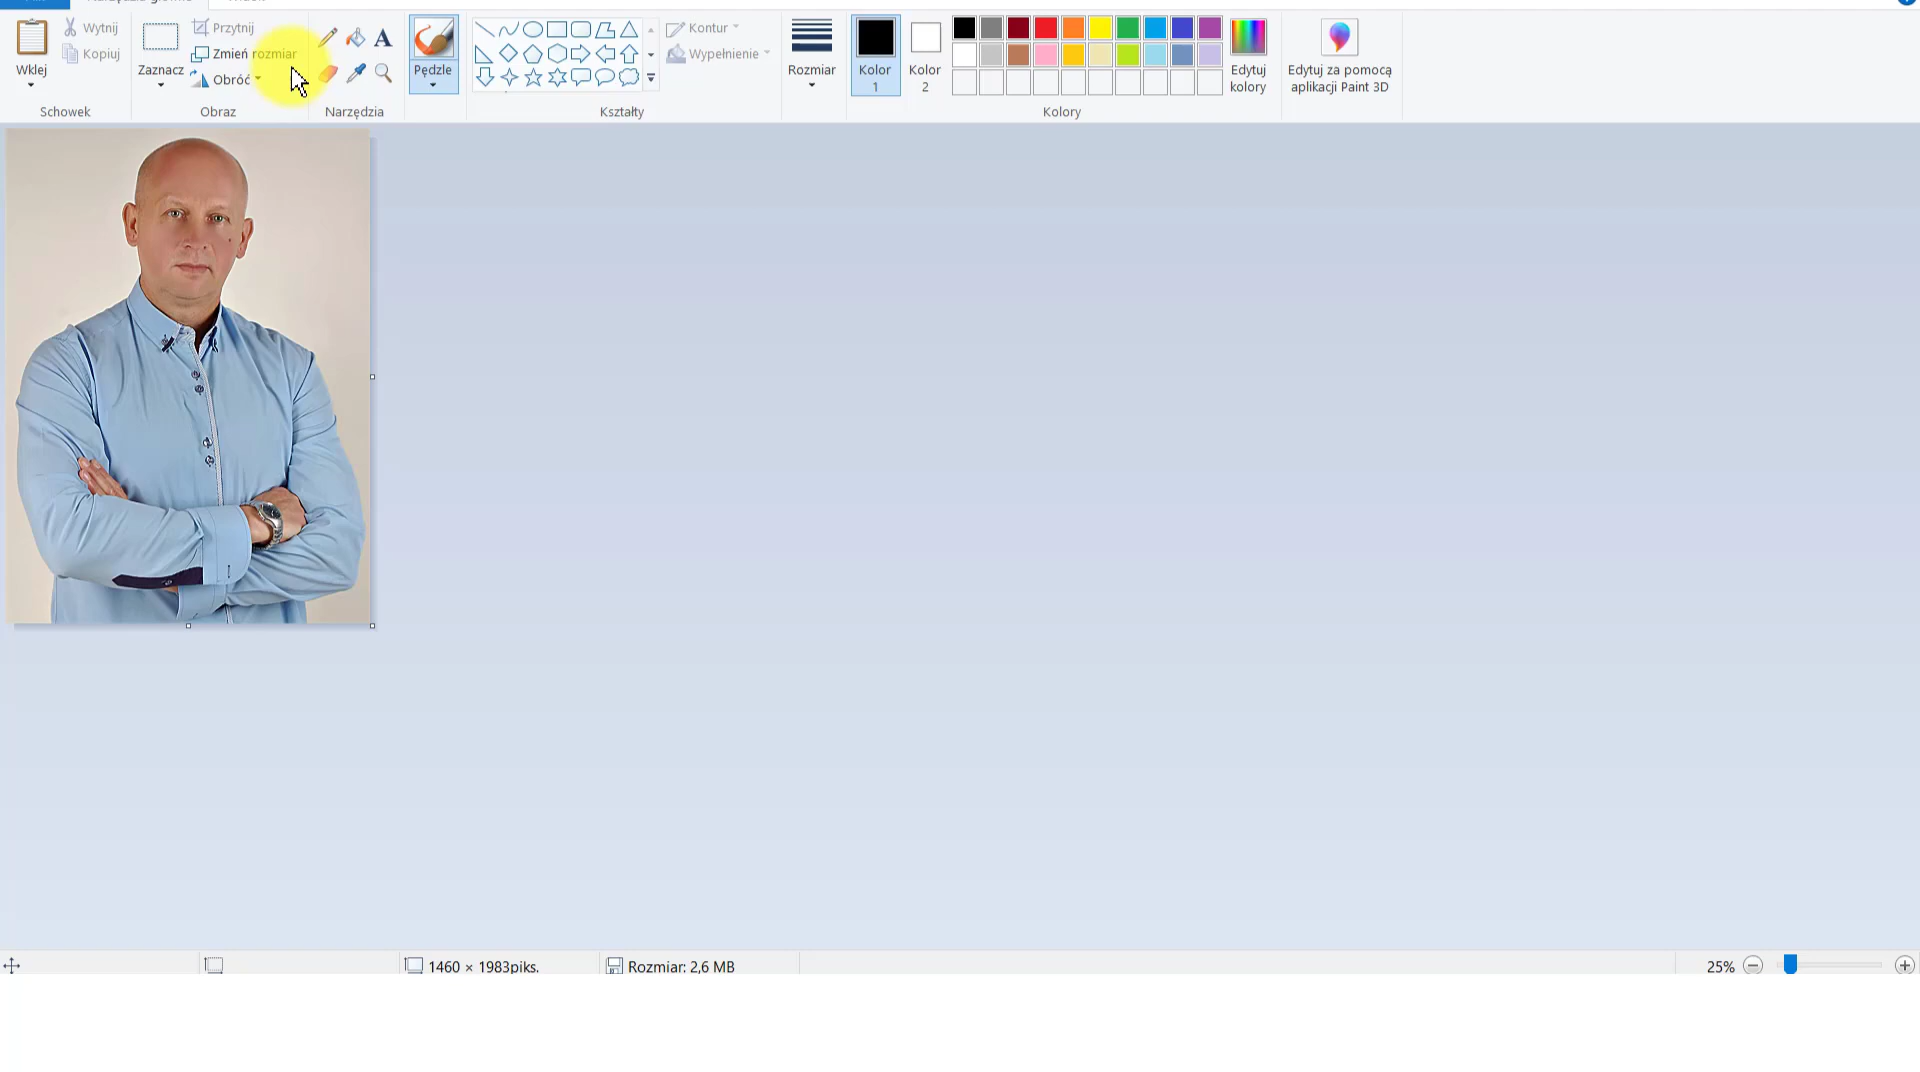 Wytnij
Kopiuj
Wklej
Schowek
Zaznacz
Przytnij
Zmień rozmiar
Obróć
Obraz
A
Narzędzia
Pędzle
Kontur
Wypełnienie
Kształty
Rozmiar
Kolor
1
Kolor
2
Edytuj
kolory
Kolory
Edytuj za pomocą
aplikacji Paint 3D
1460 × 1983piks.
Rozmiar: 2,6 MB
25%